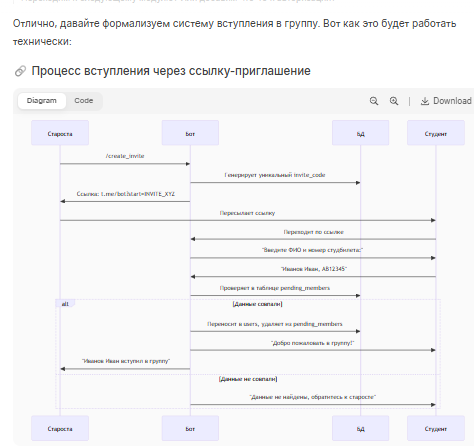 Отлично, давайте формализуем систему вступления в группу. Вот как это будет работать
технически:
Процесс вступления через ссылку-приглашение
Diagram
Code
Download
Староста
Бот
БД
Студент
/create_invite
Генерирует уникальный invite_code
Ссылка: t.me/bot?start=INVITE_XYZ
Пересылает ссылку
Переходит по ссылке
"Введите ФИО и номер студбилета:"
"Иванов Иван, AB12345"
Проверяет в таблице pending_members
alt
[Данные совпали]
Переносит в users, удаляет из pending_members
"Добро пожаловать в группу!"
"Иванов Иван вступил в группу"
[Данные не совпали]
"Данные не найдены, обратитесь к старосте"
Староста
Бот
БД
Студент